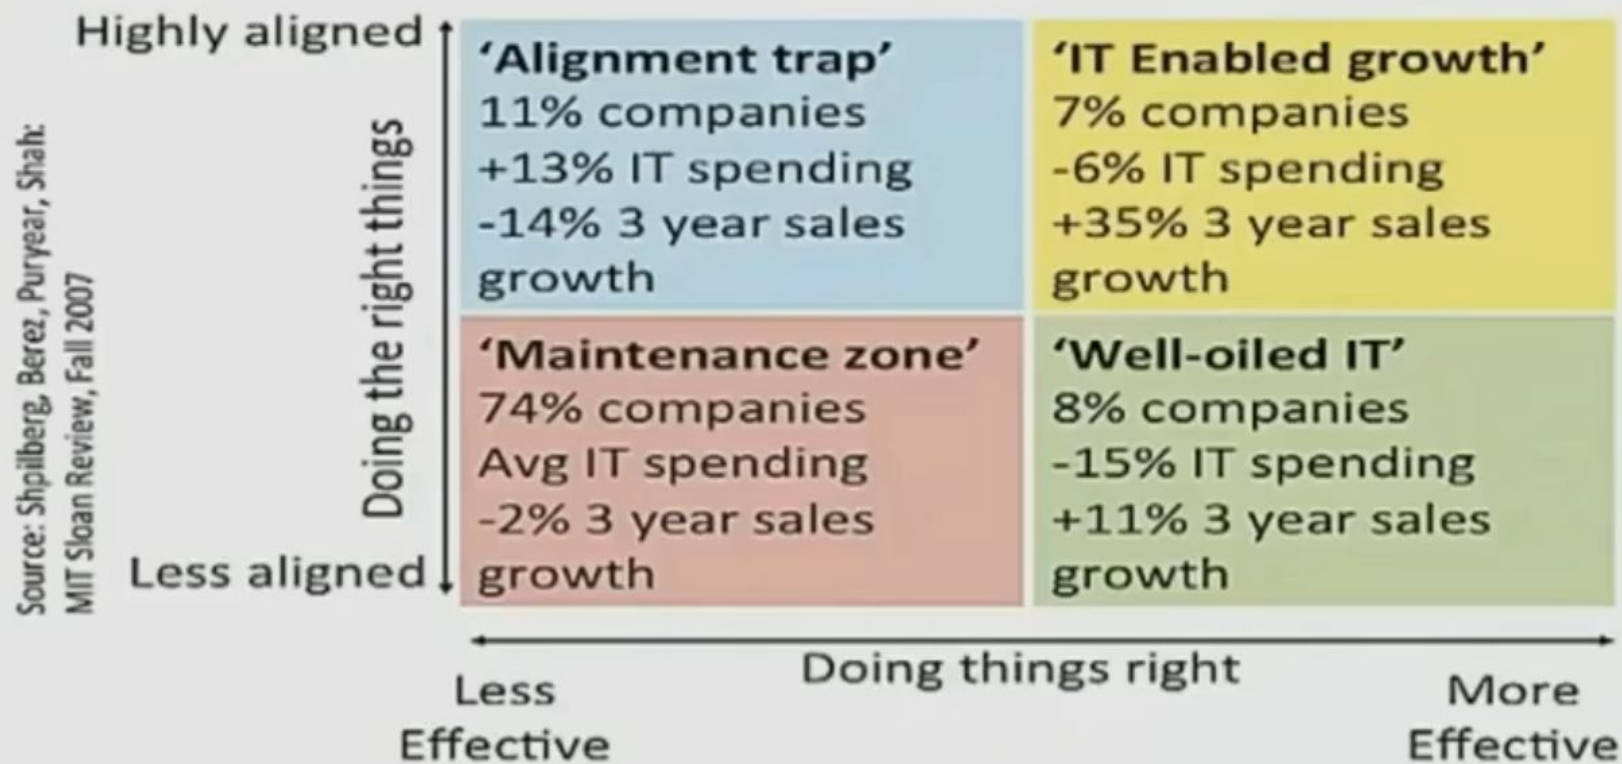 Highly aligned
Doing the right things
Less aligned
Source: Shpilberg, Berez, Puryear, Shah:
MIT Sloan Review, Fall 2007
‘Alignment trap’
11% companies
+13% IT spending
-14% 3 year sales
growth
‘IT Enabled growth’
7% companies
-6% IT spending
+35% 3 year sales
growth
‘Maintenance zone’
74% companies
Avg IT spending
-2% 3 year sales
growth
‘Well-oiled IT’
8% companies
-15% IT spending
+11% 3 year sales
growth
Doing things right
Less
Effective
More
Effective